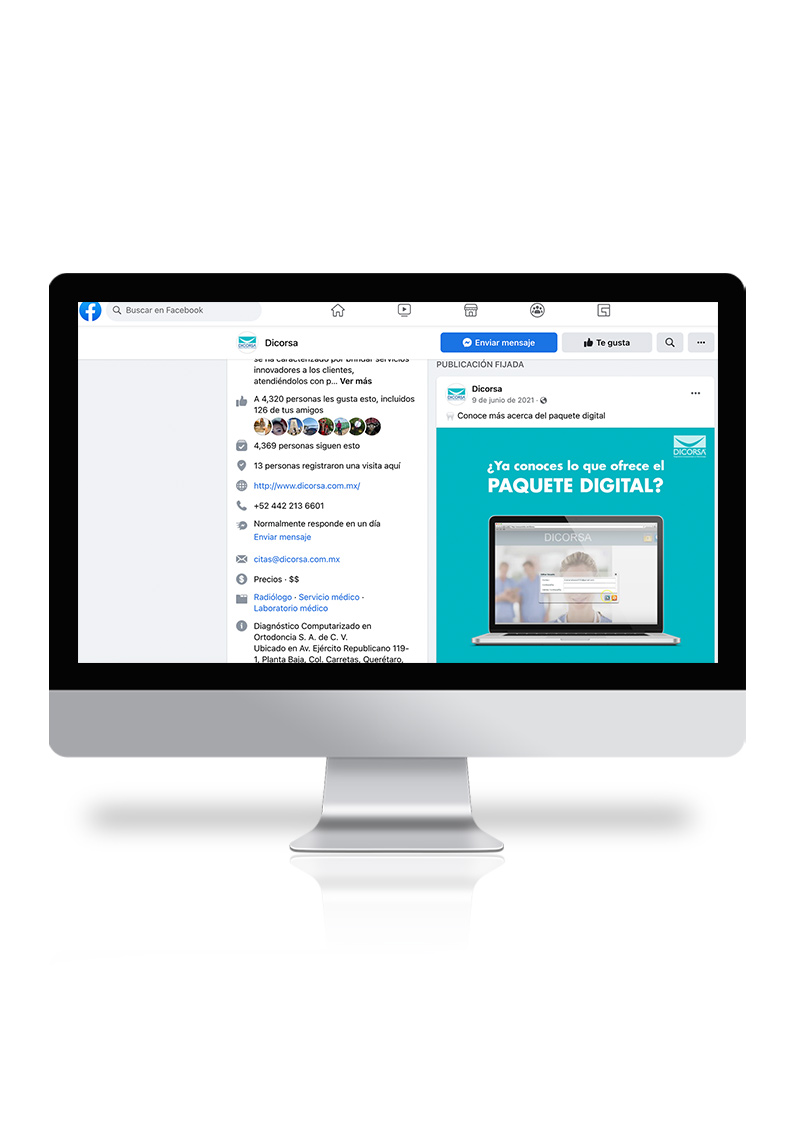 Buscar en Facebook
Dicorsa
Enviar mensaje
Te gusta
se ha caracterizado por brindar servicios
innovadores a los clientes,
atendiéndolos con p... Ver más
A 4,320 personas les gusta esto, incluidos
126 de tus amigos
4,369 personas siguen esto
13 personas registraron una visita aquí
http://www.dicorsa.com.mx/
+52 442 213 6601
Normalmente responde en un día
Enviar mensaje
citas@dicorsa.com.mx
Precios · $$
Radiólogo · Servicio médico ·
Laboratorio médico
Diagnóstico Computarizado en
Ortodoncia S. A. de C. V.
Ubicado en Av. Ejército Republicano 119-
1, Planta Baja, Col. Carretas, Querétaro,
PUBLICACIÓN FIJADA
DICORSA
Dicorsa
9 de junio de 2021 ·
Conoce más acerca del paquete digital
DICORSA
¿Ya conoces lo que ofrece el
PAQUETE DIGITAL?
DICORSA